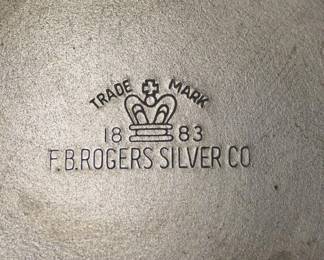 TRADE MARK
18 83
F.B.ROGERS SILVER CO